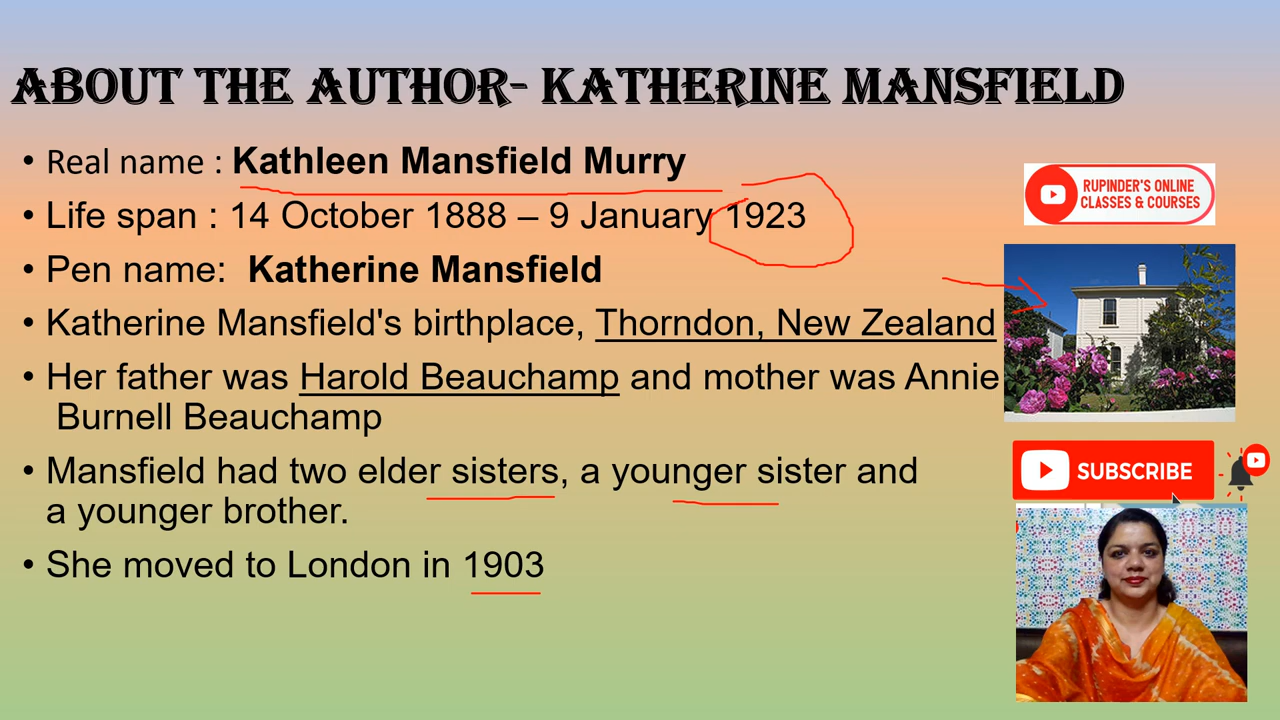 ABOUT THE AUTHOR- KATHERINE MANSFIELD
• Real name : Kathleen Mansfield Murry
• Life span : 14 October 1888 – 9 January 1923
• Pen name: Katherine Mansfield
• Katherine Mansfield's birthplace, Thorndon, New Zealand
• Her father was Harold Beauchamp and mother was Annie
Burnell Beauchamp
• Mansfield had two elder sisters, a younger sister and
a younger brother.
• She moved to London in 1903
RUPINDER'S ONLINE
CLASSES & COURSES
SUBSCRIBE